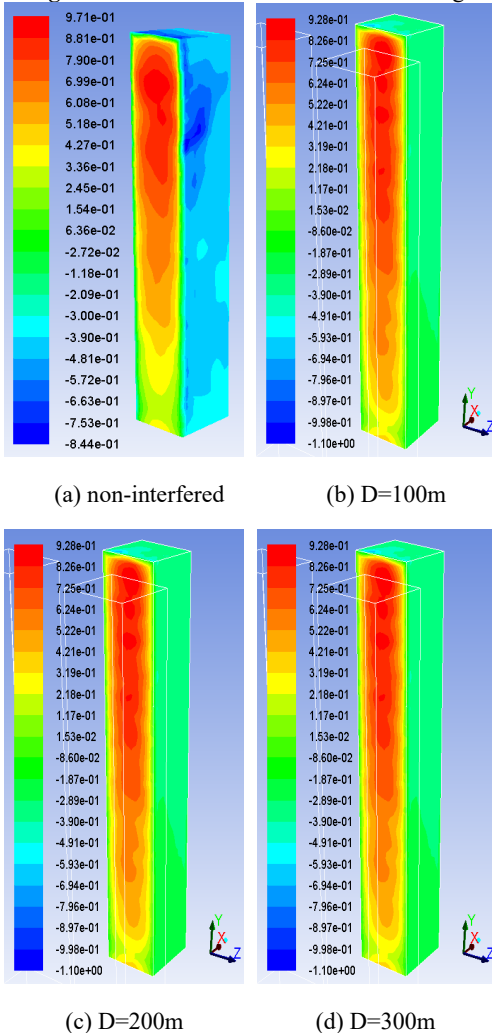 9.71e-01
8.81e-01
7.90e-01
6.99e-01
6.08e-01
5.18e-01
4.27e-01
3.36e-01
2.45e-01
1.54e-01
6.36e-02
-2.72e-02
-1.18e-01
-2.09e-01
-3.00e-01
-3.90e-01
-4.81e-01
-5.72e-01
-6.63e-01
-7.53e-01
-8.44e-01
(a) non-interfered
9.28e-01
8.26e-01
7.25e-01
6.24e-01
5.22e-01
4.21e-01
3.19e-01
2.18e-01
1.17e-01
1.53e-02
-8.60e-02
-1.87e-01
-2.89e-01
-3.90e-01
-4.91e-01
-5.93e-01
-6.94e-01
-7.96e-01
-8.97e-01
-9.98e-01
-1.10e+00
Y
X
Z
(b) D=100m
9.28e-01
8.26e-01
7.25e-01
6.24e-01
5.22e-01
4.21e-01
3.19e-01
2.18e-01
1.17e-01
1.53e-02
-8.60e-02
-1.87e-01
-2.89e-01
-3.90e-01
-4.91e-01
-5.93e-01
-6.94e-01
-7.96e-01
-8.97e-01
-9.98e-01
-1.10e+00
Y
X
Z
(c) D=200m
9.28e-01
8.26e-01
7.25e-01
6.24e-01
5.22e-01
4.21e-01
3.19e-01
2.18e-01
1.17e-01
1.53e-02
-8.60e-02
-1.87e-01
-2.89e-01
-3.90e-01
-4.91e-01
-5.93e-01
-6.94e-01
-7.96e-01
-8.97e-01
-9.98e-01
-1.10e+00
Y
X
Z
(d) D=300m